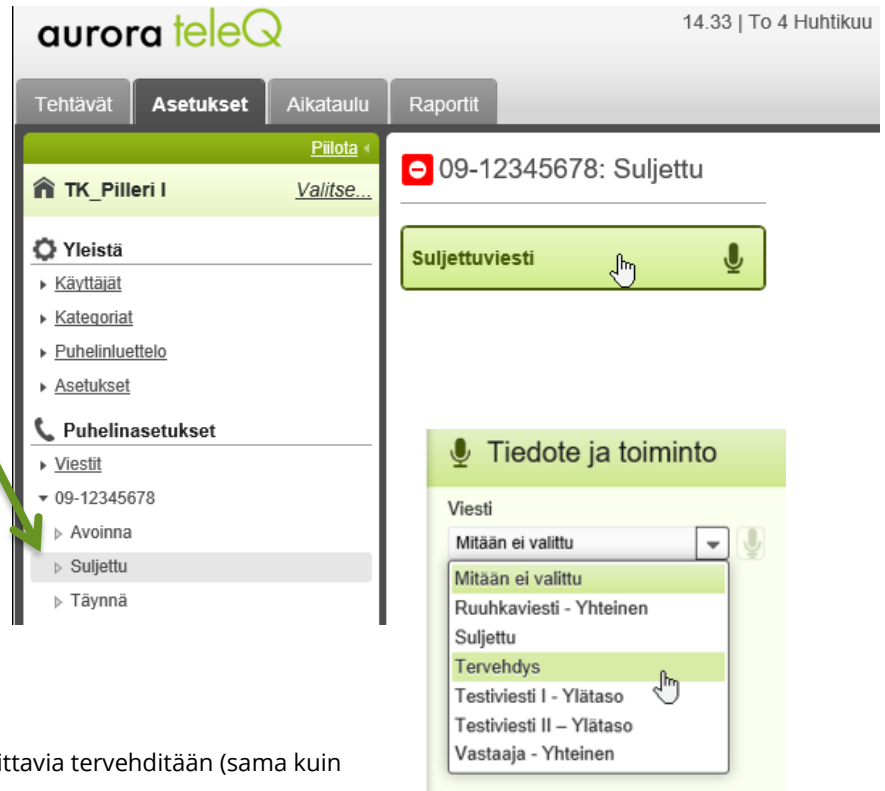 aurora teleQ
14.33 | To 4 Huhtikuu
Tehtävät Asetukset Aikataulu Raportit
Piilota
TK_Pilleri I Valitse...
Yleistä
Käyttäjät
Kategoriat
Puhelinluettelo
Asetukset
Puhelinasetukset
Viestit
09-12345678
Avoinna
Suljettu
Täynnä
09-12345678: Suljettu
Suljettuviesti
Tiedote ja toiminto
Viesti
Mitään ei valittu
Mitään ei valittu
Ruuhkaviesti - Yhteinen
Suljettu
Tervehdys
Testiviesti I - Ylätaso
Testiviesti II – Ylätaso
Vastaaja - Yhteinen
tervehditään (sama kuin